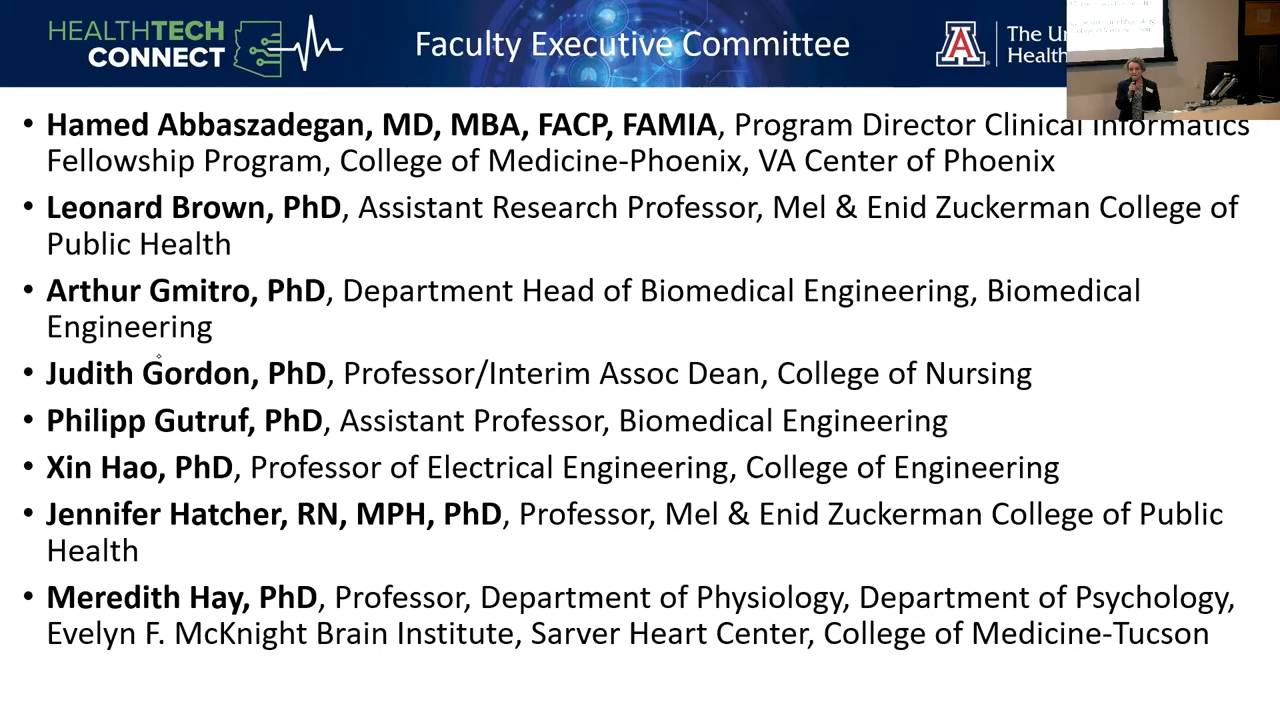 HEALTHTECH
CONNECT
Faculty Executive Committee
A
The
Health
• Hamed Abbaszadegan, MD, MBA, FACP, FAMIA, Program Director Clinical Informatics
Fellowship Program, College of Medicine-Phoenix, VA Center of Phoenix
• Leonard Brown, PhD, Assistant Research Professor, Mel & Enid Zuckerman College of
Public Health
• Arthur Gmitro, PhD, Department Head of Biomedical Engineering, Biomedical
Engineering
• Judith Gordon, PhD, Professor/Interim Assoc Dean, College of Nursing
• Philipp Gutruf, PhD, Assistant Professor, Biomedical Engineering
• Xin Hao, PhD, Professor of Electrical Engineering, College of Engineering
• Jennifer Hatcher, RN, MPH, PhD, Professor, Mel & Enid Zuckerman College of Public
Health
• Meredith Hay, PhD, Professor, Department of Physiology, Department of Psychology,
Evelyn F. McKnight Brain Institute, Sarver Heart Center, College of Medicine-Tucson